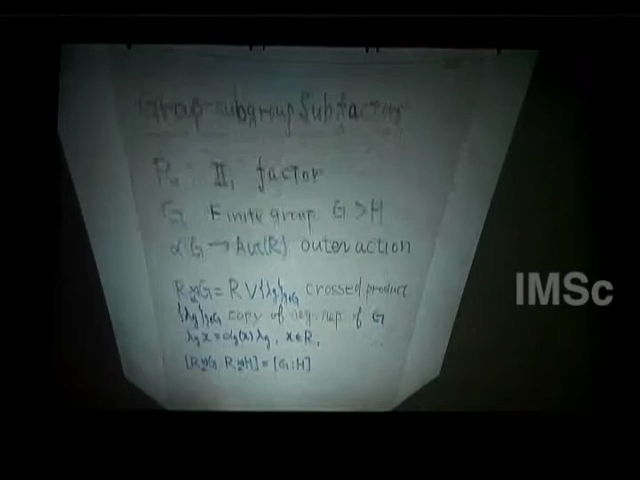 Group-subgroup Subfactors
R II₁ factor
G Finite group G > H
α: G → Aut(R) outer action
R⋊G = R ∨ {λg}g∈G crossed product
{λg}g∈G copy of reg. rep of G
λg x = αg(x) λg, x ∈ R,
[R⋊G R⋊H] = [G:H]
IMSc